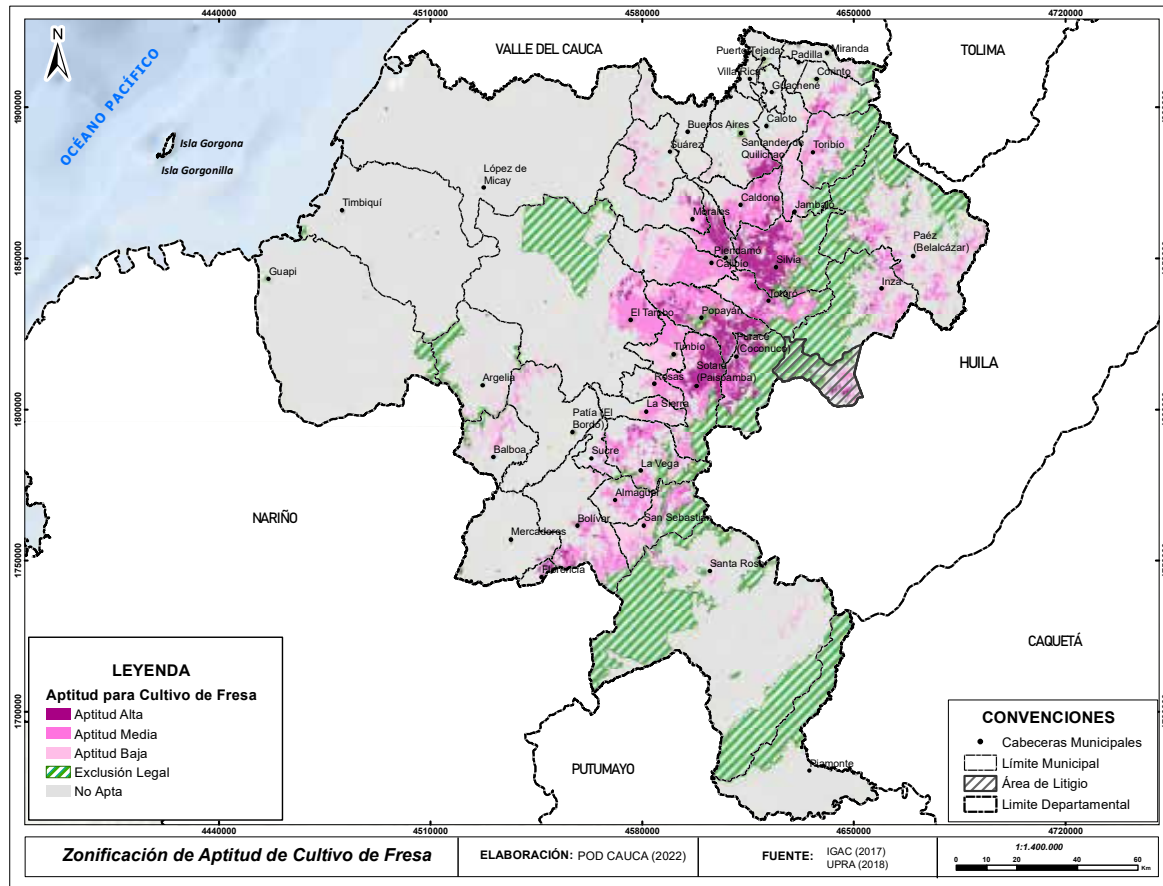 4440000 4510000 4580000 4650000 4720000
N
OCÉANO PACÍFICO
VALLE DEL CAUCA
TOLIMA
Puerto Tejada
Padilla
Miranda
Villa Rica
Corinto
Guachené
1900000
Isla Gorgona
Isla Gorgonilla
Buenos Aires
Caloto
Suárez
Santander de
Quilichao
Toribío
López de
Micay
Timbiquí
Caldono
Jambaló
Morales
Páez
(Belalcázar)
Piendamó
Cajibío
Silvia
Guapi
Inzá
Totoró
El Tambo
Popayán
Puracé
(Coconuco)
Timbío
Sotará
(Paispamba)
HUILA
Argelia
Rosas
1800000
La Sierra
Patía (El
Bordo)
Balboa
Sucre
La Vega
Almaguer
NARIÑO
Bolívar
San Sebastián
Mercaderes
1750000
Florencia
Santa Rosa
CAQUETÁ
LEYENDA
Aptitud para Cultivo de Fresa
Aptitud Alta
Aptitud Media
Aptitud Baja
Exclusión Legal
No Apta
1700000
PUTUMAYO
Piamonte
CONVENCIONES
Cabeceras Municipales
Límite Municipal
Área de Litigio
Limite Departamental
4440000 4510000 4580000 4650000 4720000
Zonificación de Aptitud de Cultivo de Fresa
ELABORACIÓN: POD CAUCA (2022)
FUENTE: IGAC (2017)
UPRA (2018)
1:1.400.000
0 10 20 40 60
Km